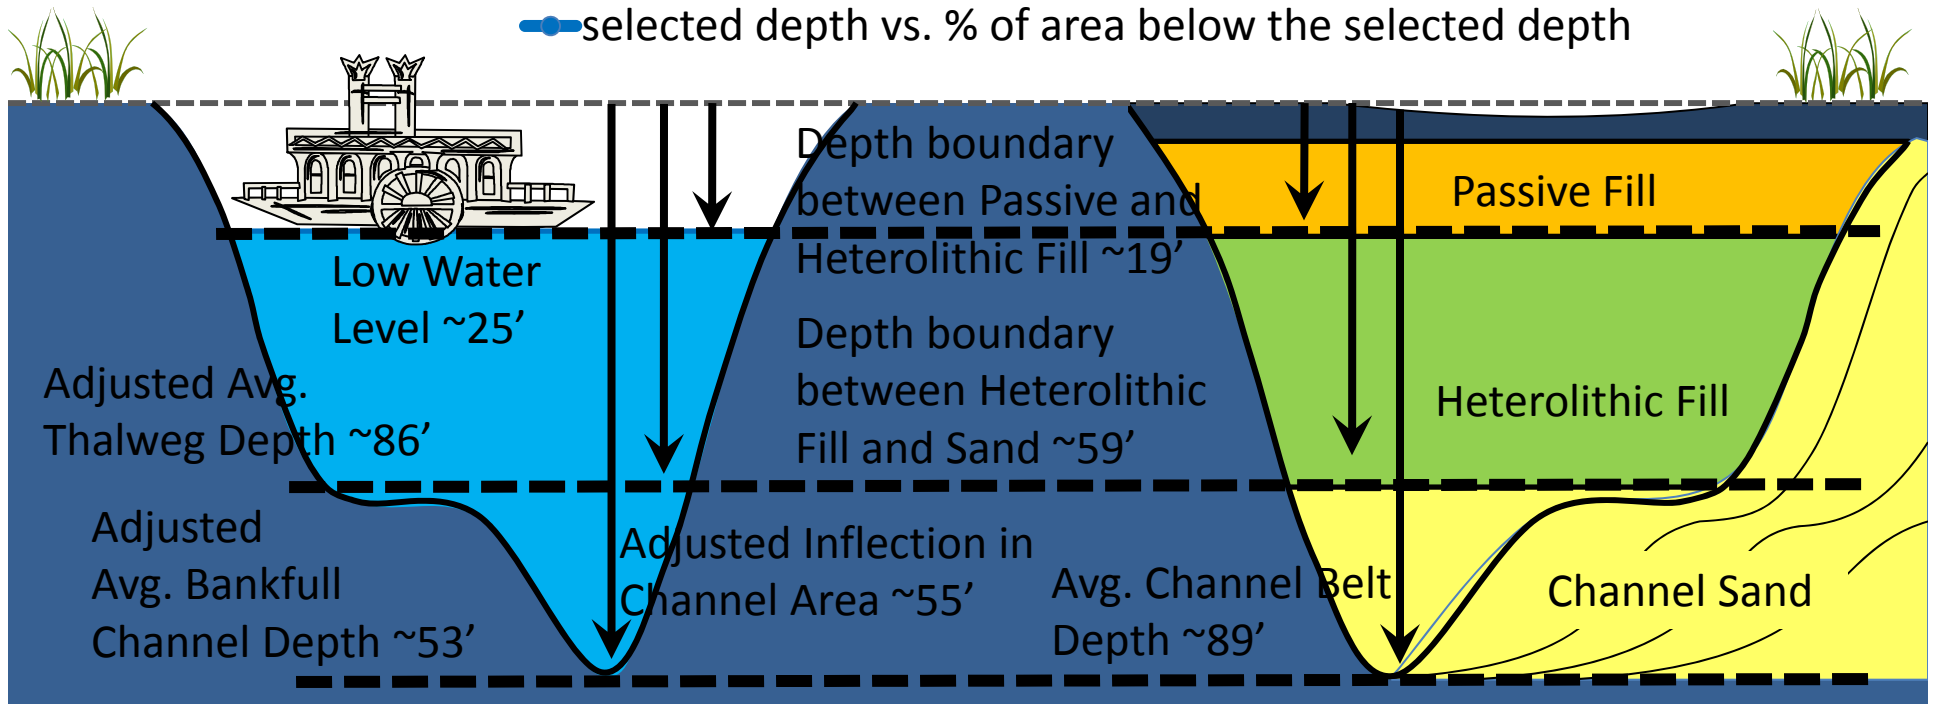 selected depth vs. % of area below the selected depth
Depth boundary
between Passive and
Heterolithic Fill ~19’
Passive Fill
Low Water
Level ~25’
Depth boundary
between Heterolithic
Fill and Sand ~59’
Adjusted Avg.
Thalweg Depth ~86’
Heterolithic Fill
Adjusted
Avg. Bankfull
Channel Depth ~53’
Adjusted Inflection in
Channel Area ~55’
Avg. Channel Belt
Depth ~89’
Channel Sand